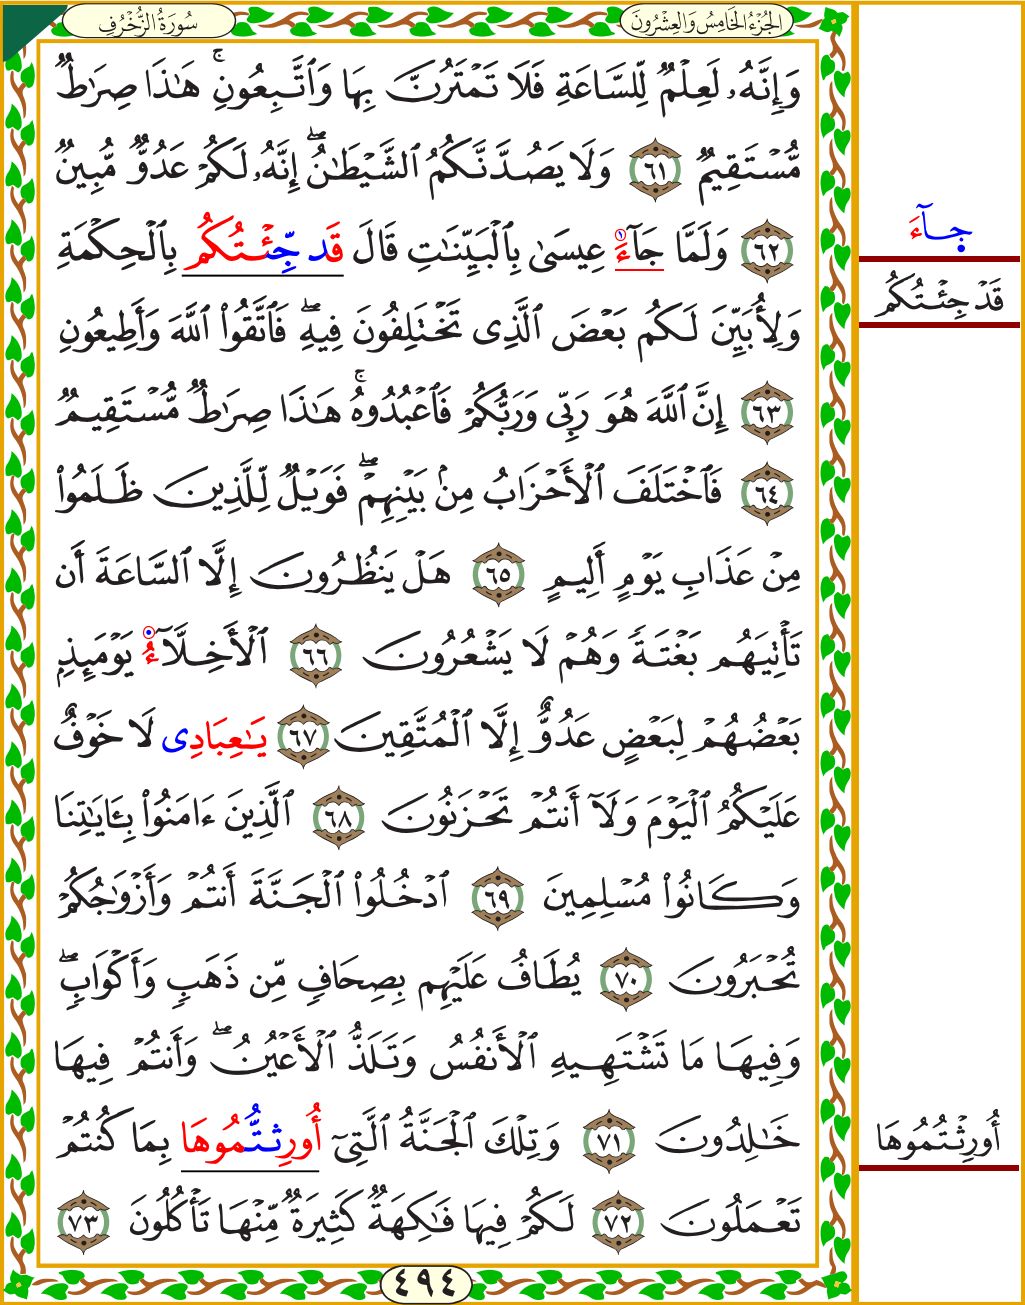 الجُزْءُ الخَامِسُ وَالعِشْرُونَ
سُورَةُ الزُّخْرُفِ
وَإِنَّهُۥ لَعِلْمٌ لِّلسَّاعَةِ فَلَا تَمْتَرُنَّ بِهَا وَٱتَّبِعُونِۚ هَٰذَا صِرَٰطٌ
مُّسْتَقِيمٌ ٦١ وَلَا يَصُدَّنَّكُمُ ٱلشَّيْطَٰنُۖ إِنَّهُۥ لَكُمْ عَدُوٌّ مُّبِينٌ
٦٢ وَلَمَّا جَآءَ عِيسَىٰ بِٱلْبَيِّنَٰتِ قَالَ قَد جِّئْتُكُم بِٱلْحِكْمَةِ
وَلِأُبَيِّنَ لَكُم بَعْضَ ٱلَّذِى تَخْتَلِفُونَ فِيهِۖ فَٱتَّقُوا۟ ٱللَّهَ وَأَطِيعُونِ
٦٣ إِنَّ ٱللَّهَ هُوَ رَبِّى وَرَبُّكُمْ فَٱعْبُدُوهُۚ هَٰذَا صِرَٰطٌ مُّسْتَقِيمٌ
٦٤ فَٱخْتَلَفَ ٱلْأَحْزَابُ مِنۢ بَيْنِهِمْۖ فَوَيْلٌ لِّلَّذِينَ ظَلَمُوا۟
مِنْ عَذَابِ يَوْمٍ أَلِيمٍ ٦٥ هَلْ يَنظُرُونَ إِلَّا ٱلسَّاعَةَ أَن
تَأْتِيَهُم بَغْتَةً وَهُمْ لَا يَشْعُرُونَ ٦٦ ٱلْأَخِلَّآءُ يَوْمَئِذٍۭ
بَعْضُهُمْ لِبَعْضٍ عَدُوٌّ إِلَّا ٱلْمُتَّقِينَ ٦٧ يَٰعِبَادِى لَا خَوْفٌ
عَلَيْكُمُ ٱلْيَوْمَ وَلَآ أَنتُمْ تَحْزَنُونَ ٦٨ ٱلَّذِينَ ءَامَنُوا۟ بِـَٔايَٰتِنَا
وَكَانُوا۟ مُسْلِمِينَ ٦٩ ٱدْخُلُوا۟ ٱلْجَنَّةَ أَنتُمْ وَأَزْوَٰجُكُمْ
تُحْبَرُونَ ٧٠ يُطَافُ عَلَيْهِم بِصِحَافٍ مِّن ذَهَبٍ وَأَكْوَابٍۖ
وَفِيهَا مَا تَشْتَهِيهِ ٱلْأَنفُسُ وَتَلَذُّ ٱلْأَعْيُنُۖ وَأَنتُمْ فِيهَا
خَٰلِدُونَ ٧١ وَتِلْكَ ٱلْجَنَّةُ ٱلَّتِىٓ أُورِثتُّمُوهَا بِمَا كُنتُمْ
تَعْمَلُونَ ٧٢ لَكُمْ فِيهَا فَٰكِهَةٌ كَثِيرَةٌ مِّنْهَا تَأْكُلُونَ ٧٣
٤٩٤
جَآءَ
قَدْ جِئْتُكُم
أُورِثْتُمُوهَا